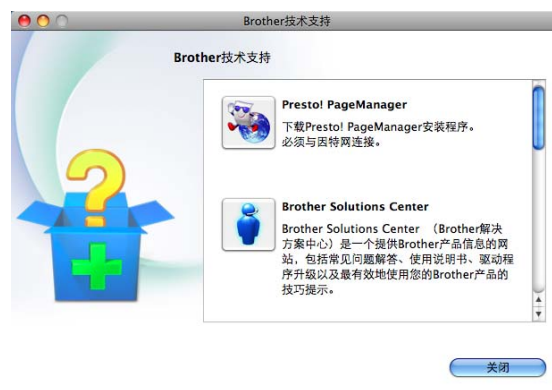 Brother技术支持
Brother技术支持
Presto! PageManager
下载Presto! PageManager安装程序。
必须与因特网连接。
Brother Solutions Center
Brother Solutions Center （Brother解决
方案中心）是一个提供Brother产品信息的网
站，包括常见问题解答、使用说明书、驱动程
序升级以及最有效地使用您的Brother产品的
技巧提示。
关闭